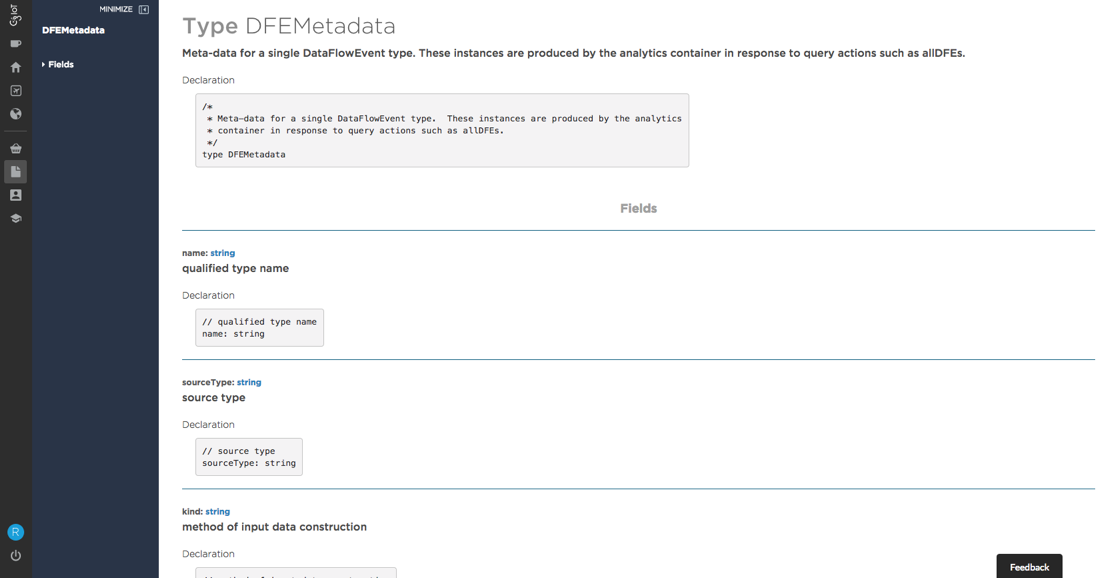 MINIMIZE
DFEMetadata
Fields
Type DFEMetadata
Meta-data for a single DataFlowEvent type. These instances are produced by the analytics container in response to query actions such as allDFEs.
Declaration
/*
* Meta-data for a single DataFlowEvent type.  These instances are produced by the analytics
* container in response to query actions such as allDFEs.
*/
type DFEMetadata
Fields
name: string
qualified type name
Declaration
// qualified type name
name: string
sourceType: string
source type
Declaration
// source type
sourceType: string
kind: string
method of input data construction
Declaration
R
Feedback